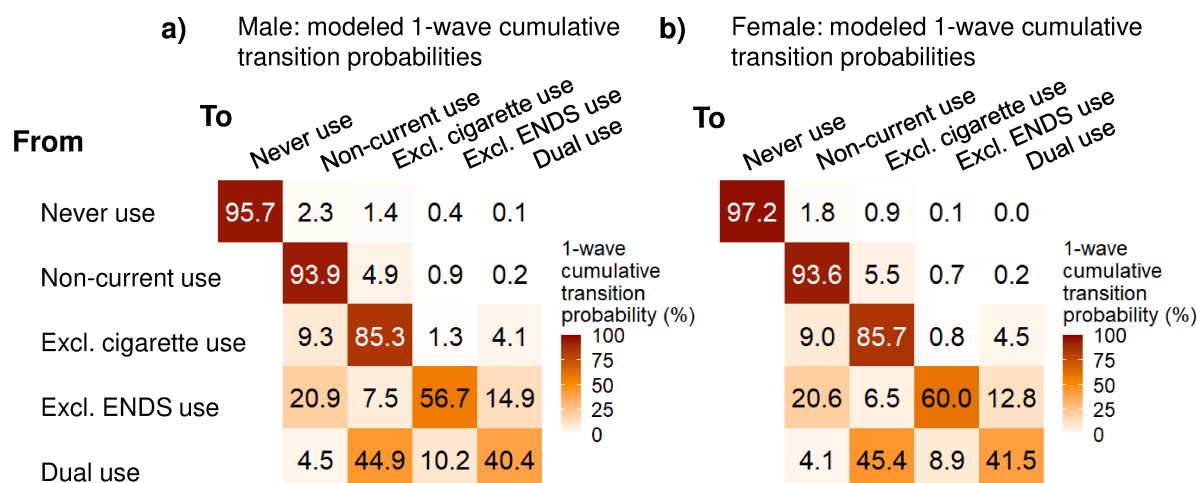 a) Male: modeled 1-wave cumulative
transition probabilities
b) Female: modeled 1-wave cumulative
transition probabilities
From
To
Never use
Non-current use
Excl. cigarette use
Excl. ENDS use
Dual use
Never use 95.7 2.3 1.4 0.4 0.1
Non-current use 93.9 4.9 0.9 0.2
Excl. cigarette use 9.3 85.3 1.3 4.1
Excl. ENDS use 20.9 7.5 56.7 14.9
Dual use 4.5 44.9 10.2 40.4
1-wave
cumulative
transition
probability (%)
100
75
50
25
0
To
Never use
Non-current use
Excl. cigarette use
Excl. ENDS use
Dual use
97.2 1.8 0.9 0.1 0.0
93.6 5.5 0.7 0.2
9.0 85.7 0.8 4.5
20.6 6.5 60.0 12.8
4.1 45.4 8.9 41.5
1-wave
cumulative
transition
probability (%)
100
75
50
25
0